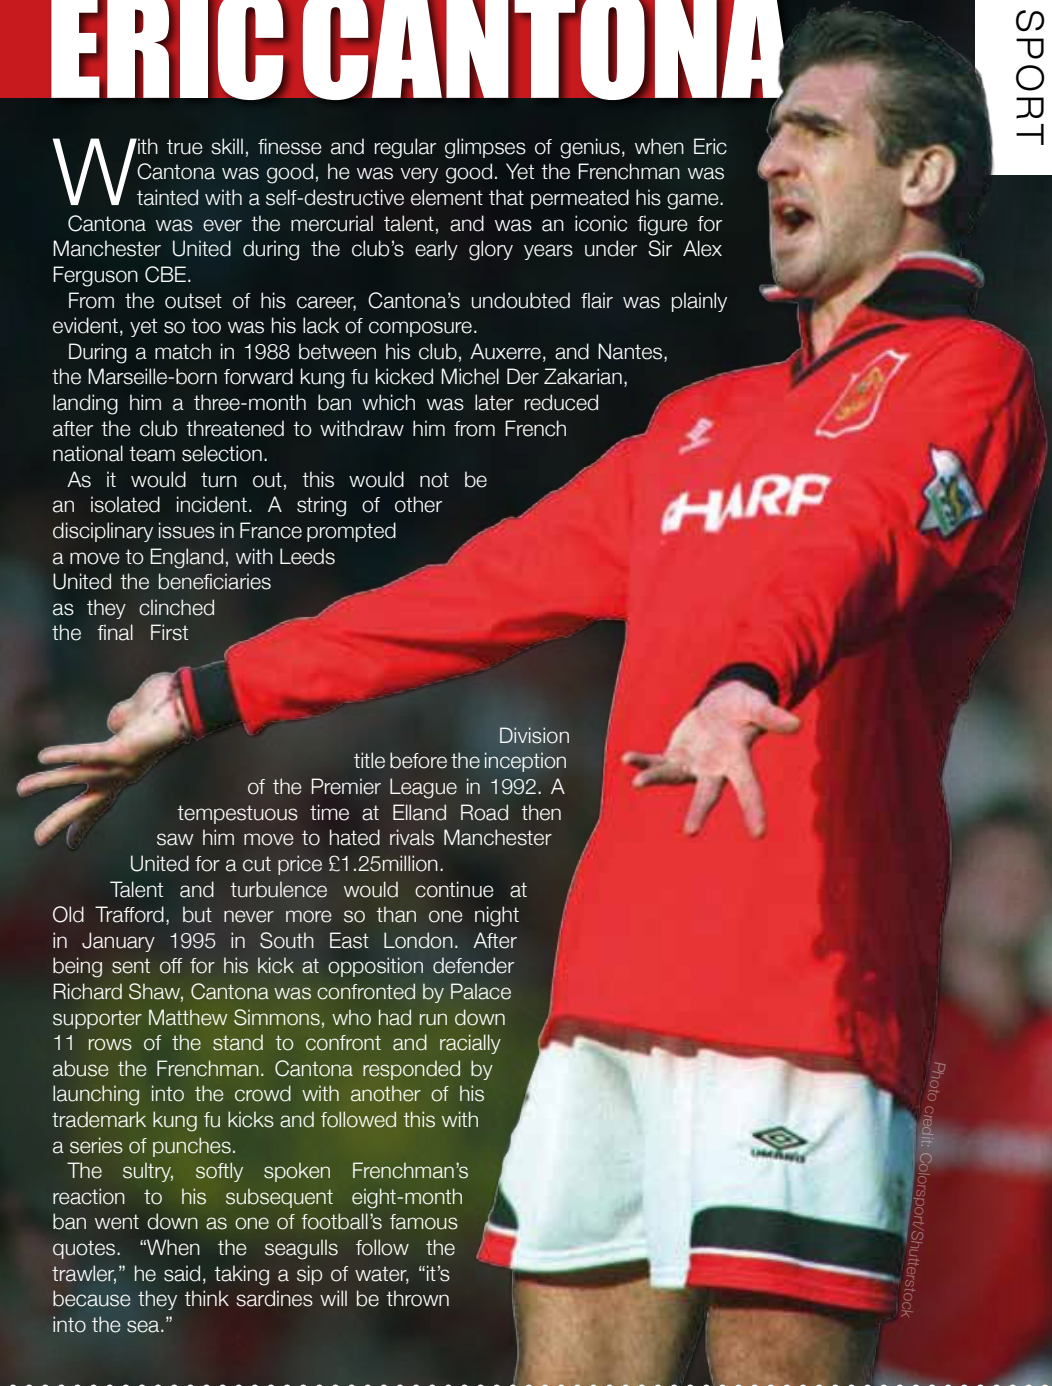 ERIC CANTONA
SPORT
With true skill, finesse and regular glimpses of genius, when Eric
Cantona was good, he was very good. Yet the Frenchman was
tainted with a self-destructive element that permeated his game.
Cantona was ever the mercurial talent, and was an iconic figure for
Manchester United during the club's early glory years under Sir Alex
Ferguson CBE.
From the outset of his career, Cantona's undoubted flair was plainly
evident, yet so too was his lack of composure.
During a match in 1988 between his club, Auxerre, and Nantes,
the Marseille-born forward kung fu kicked Michel Der Zakarian,
landing him a three-month ban which was later reduced
after the club threatened to withdraw him from French
national team selection.
As it would turn out, this would not be
an isolated incident. A string of other
disciplinary issues in France prompted
a move to England, with Leeds
United the beneficiaries
as they clinched
the final First
Division
title before the inception
of the Premier League in 1992. A
tempestuous time at Elland Road then
saw him move to hated rivals Manchester
United for a cut price £1.25million.
Talent and turbulence would continue at
Old Trafford, but never more so than one night
in January 1995 in South East London. After
being sent off for his kick at opposition defender
Richard Shaw, Cantona was confronted by Palace
supporter Matthew Simmons, who had run down
11 rows of the stand to confront and racially
abuse the Frenchman. Cantona responded by
launching into the crowd with another of his
trademark kung fu kicks and followed this with
a series of punches.
The sultry, softly spoken Frenchman's
reaction to his subsequent eight-month
ban went down as one of football's famous
quotes. “When the seagulls follow the
trawler,” he said, taking a sip of water, “it's
because they think sardines will be thrown
into the sea.”
SHARP
UMBRO
Photo credit: Colorsport/Shutterstock